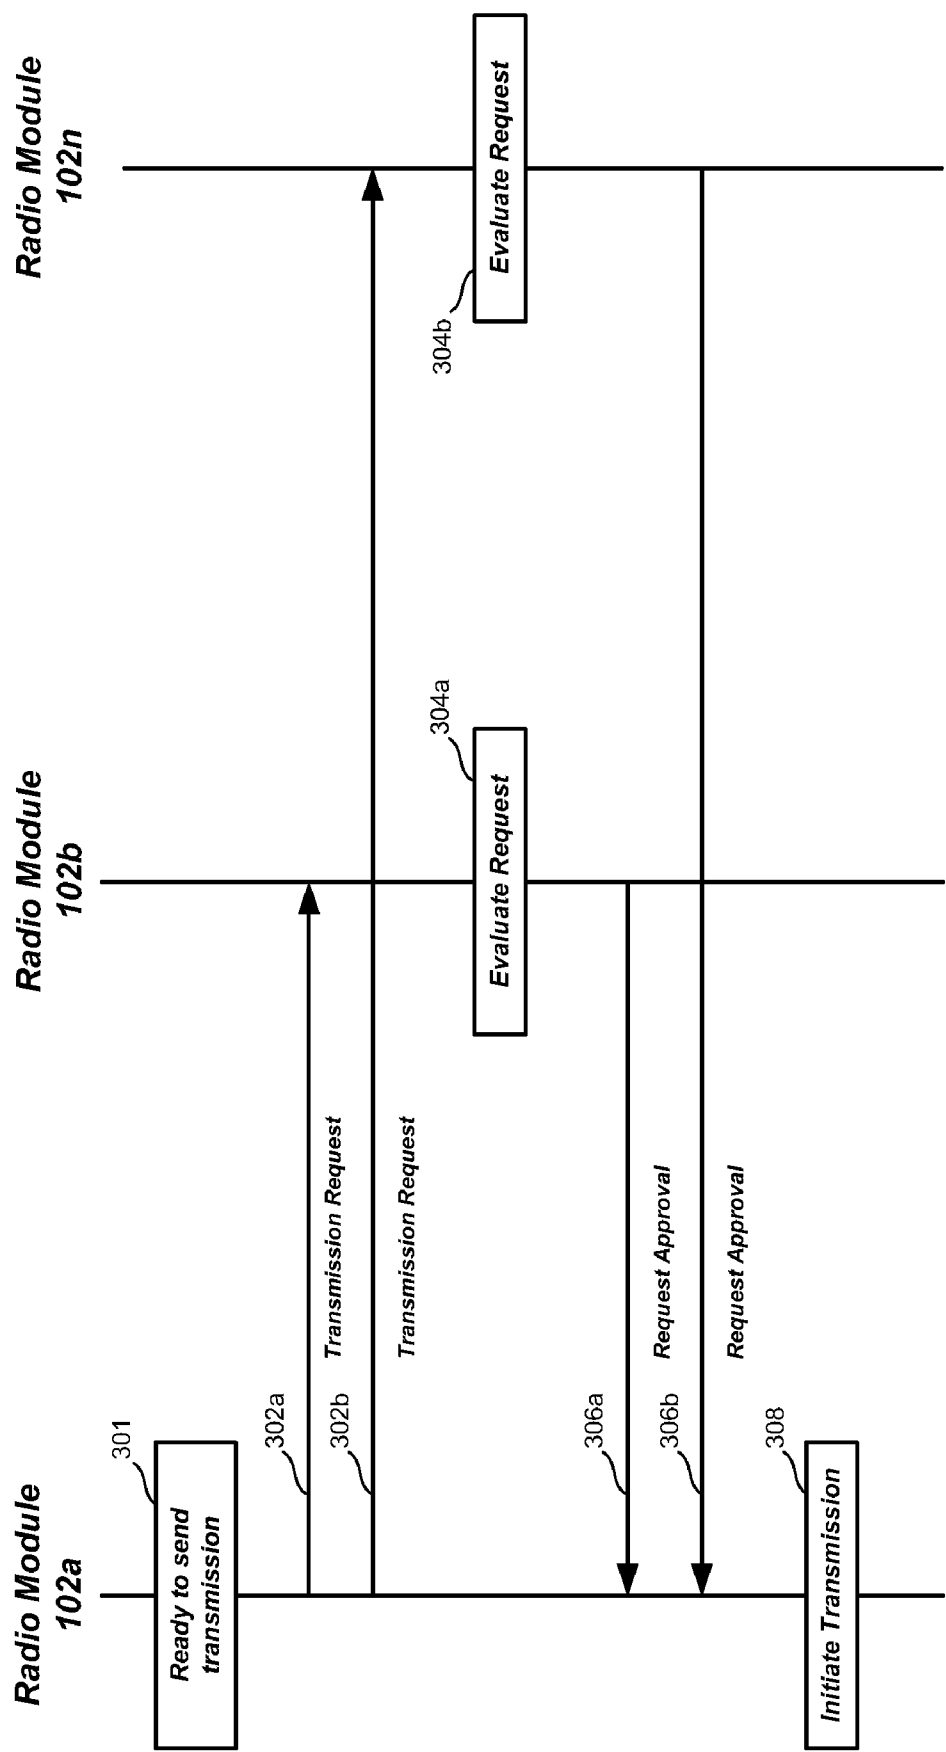 Radio Module
102a
Radio Module
102b
Radio Module
102n
301
Ready to send
transmission
302a
Transmission Request
302b
Transmission Request
304a
Evaluate Request
304b
Evaluate Request
306a
Request Approval
306b
Request Approval
308
Initiate Transmission